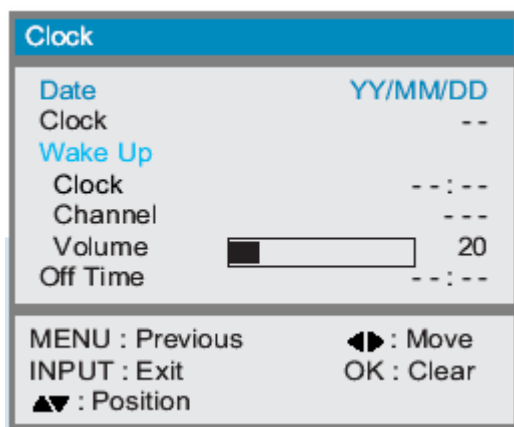 Clock
Date YY/MM/DD
Clock - -
Wake Up
Clock - - : - -
Channel - - -
Volume 20
Off Time - - : - -
MENU : Previous ◀▶ : Move
INPUT : Exit OK : Clear
▲▼ : Position